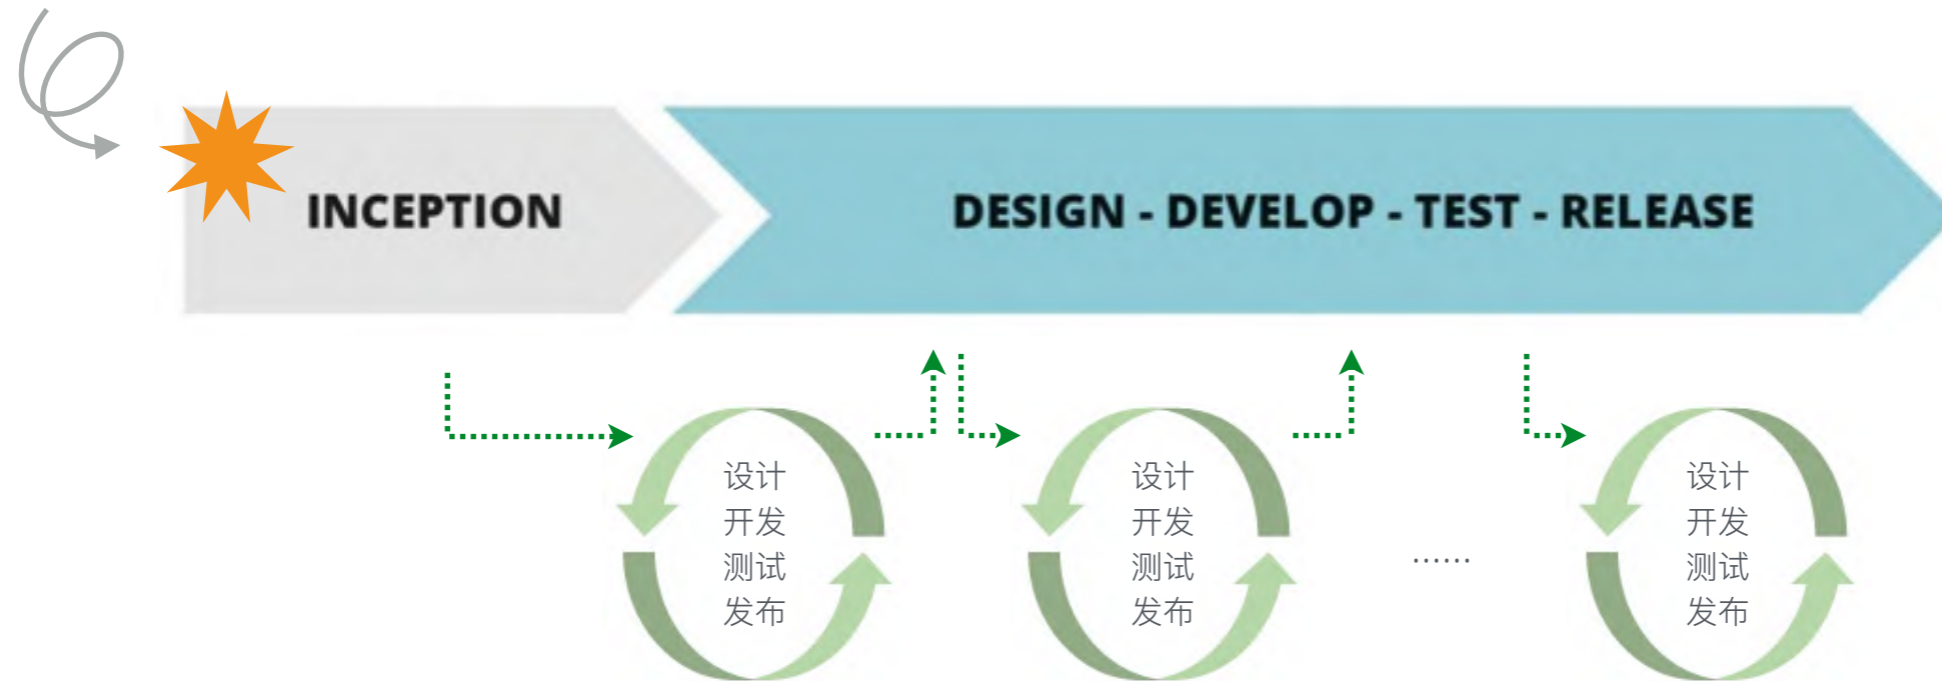 INCEPTION
DESIGN - DEVELOP - TEST - RELEASE
设计
开发
测试
发布
设计
开发
测试
发布
......
设计
开发
测试
发布